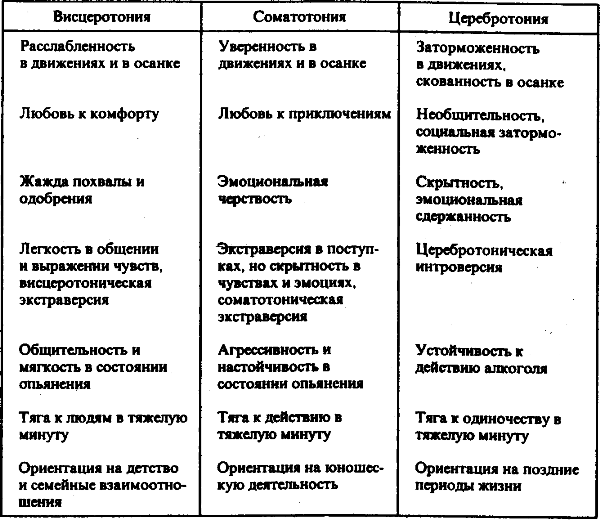 Висцеротония
Соматотония
Церебротония
Расслабленность
в движениях и в осанке
Уверенность в
движениях и в осанке
Заторможенность
в движениях,
скованность в осанке
Любовь к комфорту
Любовь к приключениям
Необщительность,
социальная затормо-
женность
Жажда похвалы и
одобрения
Эмоциональная
черствость
Скрытность,
эмоциональная
сдержанность
Легкость в общении
и выражении чувств,
висцеротоническая
экстраверсия
Экстраверсия в поступ-
ках, но скрытность в
чувствах и эмоциях,
соматотоническая
экстраверсия
Церебротоническая
интроверсия
Общительность и
мягкость в состоянии
опьянения
Агрессивность и
настойчивость в
состоянии опьянения
Устойчивость к
действию алкоголя
Тяга к людям в тяжелую
минуту
Тяга к действию в
тяжелую минуту
Тяга к одиночеству в
тяжелую минуту
Ориентация на детство
и семейные взаимоотно-
шения
Ориентация на юношес-
кую деятельность
Ориентация на поздние
периоды жизни